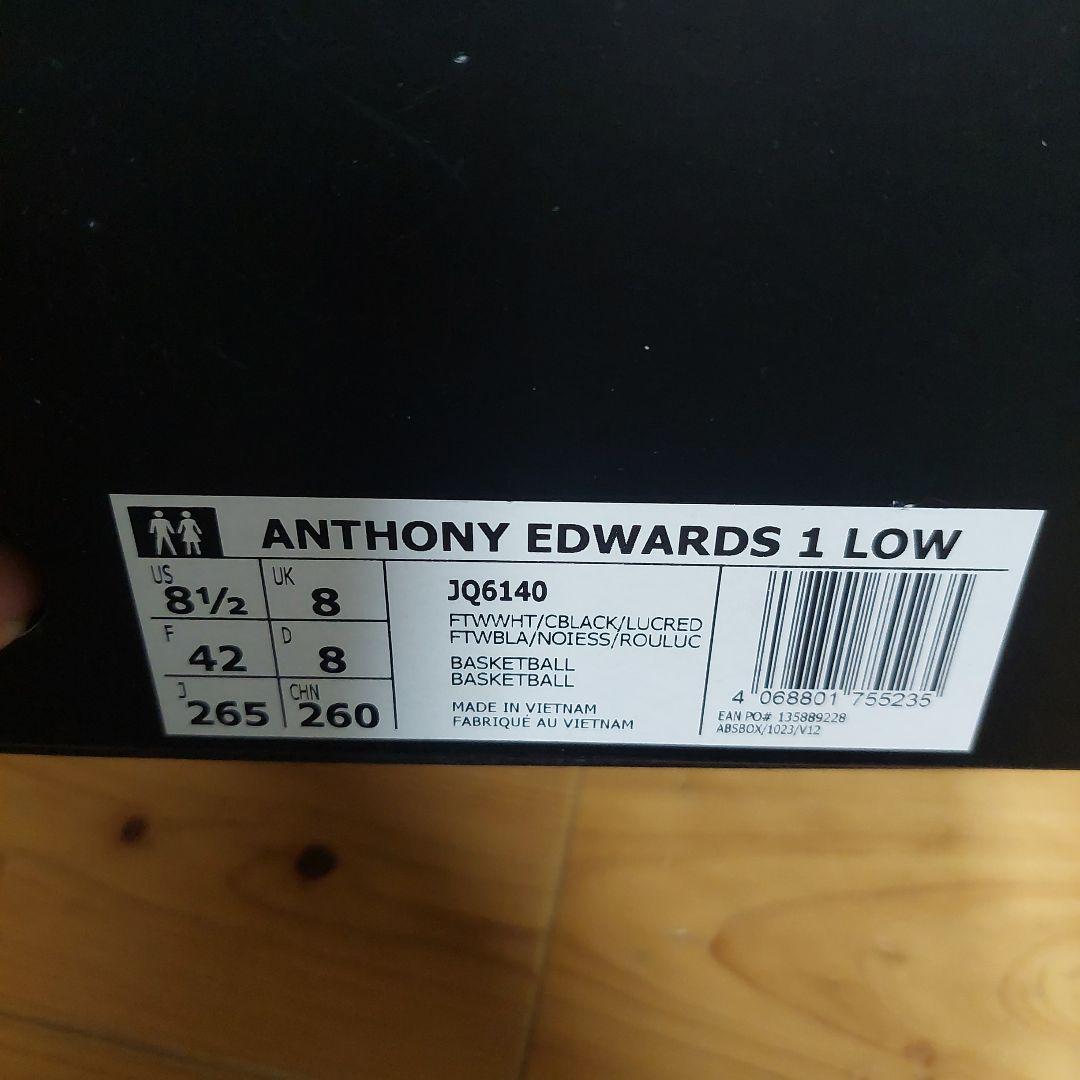 ANTHONY EDWARDS 1 LOW
US 8½ UK 8
F 42 D 8
J 265 CHN 260
JQ6140
FTWWHT/CBLACK/LUCRED
FTWBLA/NOIESS/ROULUC
BASKETBALL
BASKETBALL
MADE IN VIETNAM
FABRIQUÉ AU VIETNAM
4 068801 755235
EAN PO# 135889228
ABSBOX/1023/V12